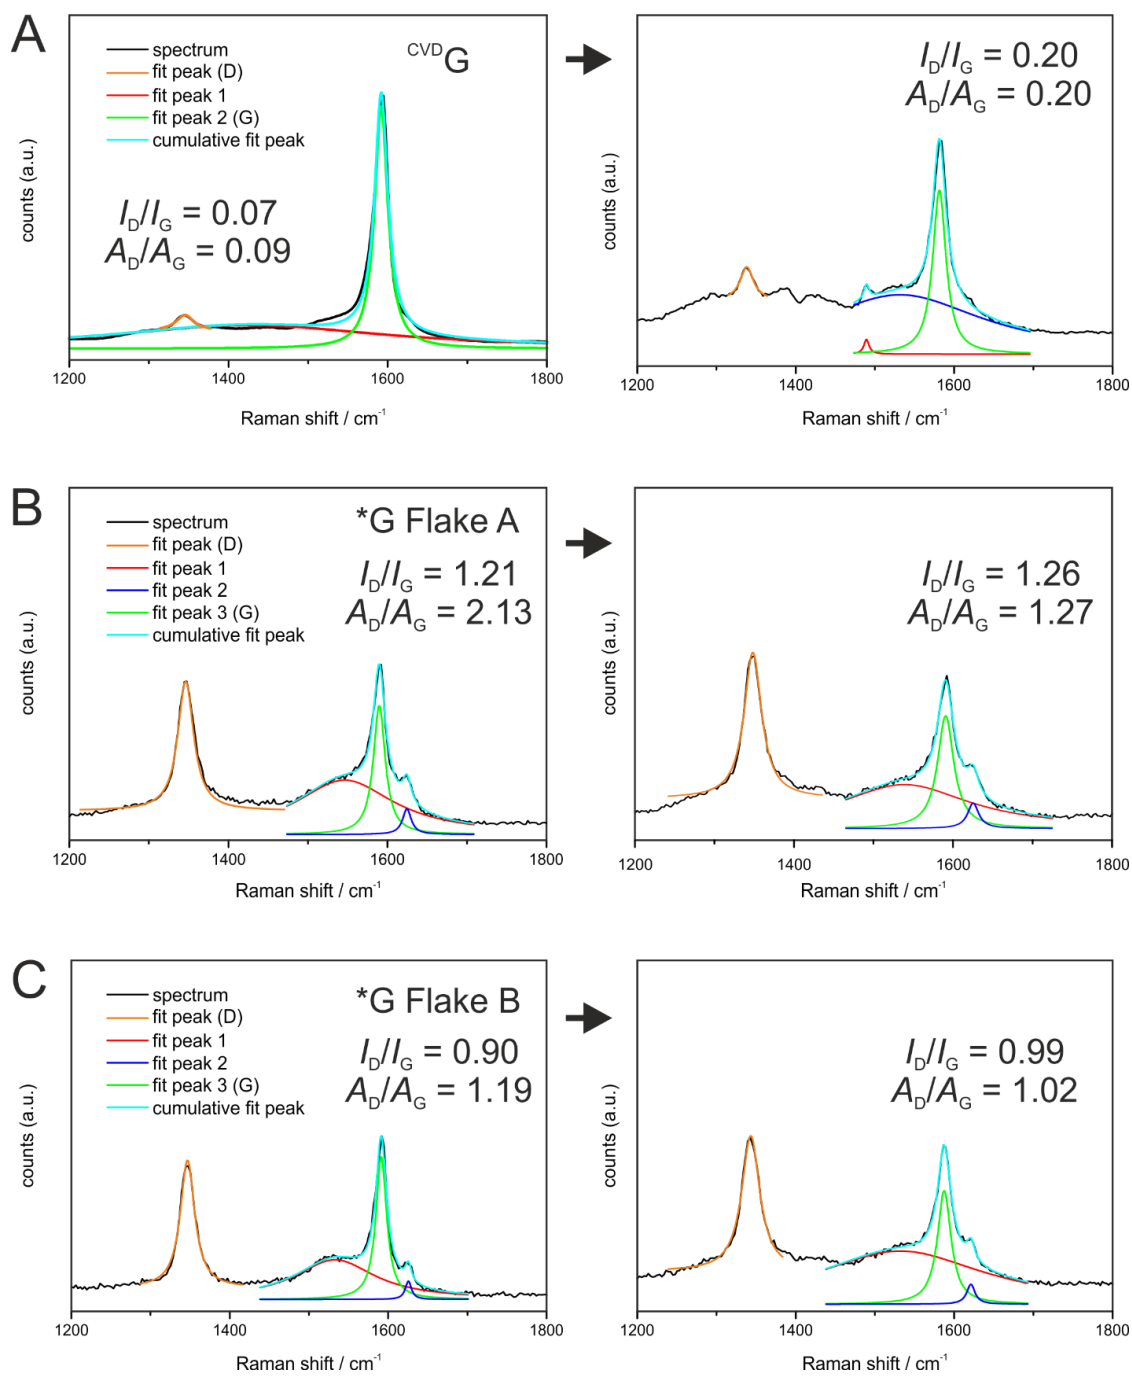 A
spectrum
fit peak (D)
fit peak 1
fit peak 2 (G)
cumulative fit peak
CVDG
ID/IG = 0.07
AD/AG = 0.09
counts (a.u.)
1200 1400 1600 1800
Raman shift / cm-1
ID/IG = 0.20
AD/AG = 0.20
counts (a.u.)
1200 1400 1600 1800
Raman shift / cm-1
B
spectrum
fit peak (D)
fit peak 1
fit peak 2
fit peak 3 (G)
cumulative fit peak
*G Flake A
ID/IG = 1.21
AD/AG = 2.13
counts (a.u.)
1200 1400 1600 1800
Raman shift / cm-1
ID/IG = 1.26
AD/AG = 1.27
counts (a.u.)
1200 1400 1600 1800
Raman shift / cm-1
C
spectrum
fit peak (D)
fit peak 1
fit peak 2
fit peak 3 (G)
cumulative fit peak
*G Flake B
ID/IG = 0.90
AD/AG = 1.19
counts (a.u.)
1200 1400 1600 1800
Raman shift / cm-1
ID/IG = 0.99
AD/AG = 1.02
counts (a.u.)
1200 1400 1600 1800
Raman shift / cm-1